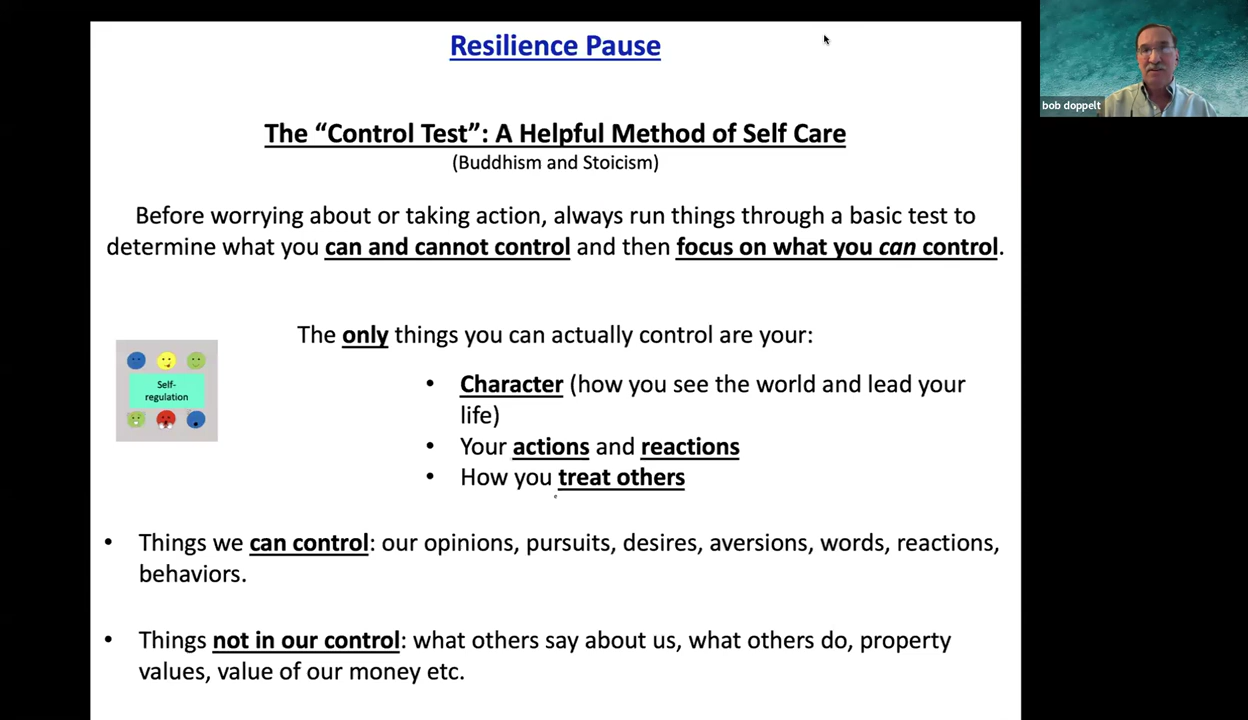 Resilience Pause
bob doppelt
The “Control Test”: A Helpful Method of Self Care
(Buddhism and Stoicism)
Before worrying about or taking action, always run things through a basic test to
determine what you can and cannot control and then focus on what you can control.
The only things you can actually control are your:
Self-
regulation
• Character (how you see the world and lead your
life)
• Your actions and reactions
• How you treat others
• Things we can control: our opinions, pursuits, desires, aversions, words, reactions,
behaviors.
• Things not in our control: what others say about us, what others do, property
values, value of our money etc.